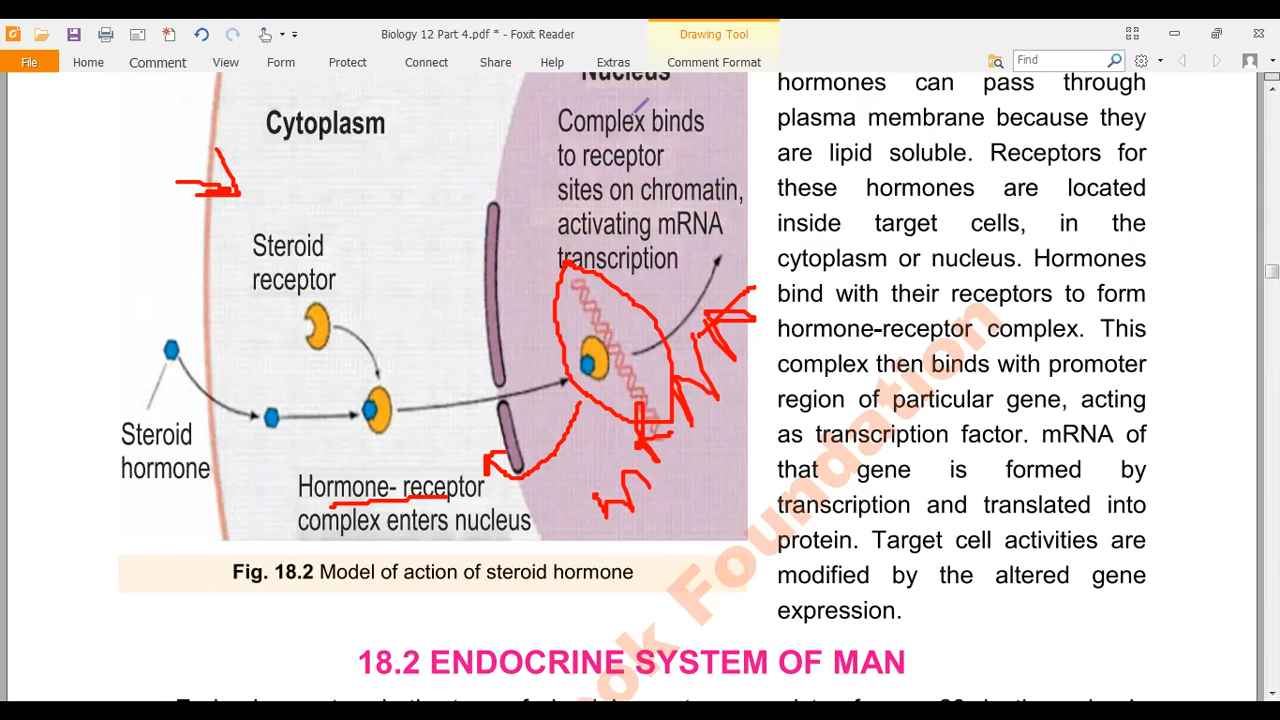 Biology 12 Part 4.pdf * - Foxit Reader
Drawing Tool
File Home Comment View Form Protect Connect Share Help Extras Comment Format Find
Nucleus
Cytoplasm
Complex binds
to receptor
sites on chromatin,
activating mRNA
transcription
Steroid
receptor
Steroid
hormone
Hormone- receptor
complex enters nucleus
Fig. 18.2 Model of action of steroid hormone
hormones can pass through
plasma membrane because they
are lipid soluble. Receptors for
these hormones are located
inside target cells, in the
cytoplasm or nucleus. Hormones
bind with their receptors to form
hormone-receptor complex. This
complex then binds with promoter
region of particular gene, acting
as transcription factor. mRNA of
that gene is formed by
transcription and translated into
protein. Target cell activities are
modified by the altered gene
expression.
Foundation
18.2 ENDOCRINE SYSTEM OF MAN